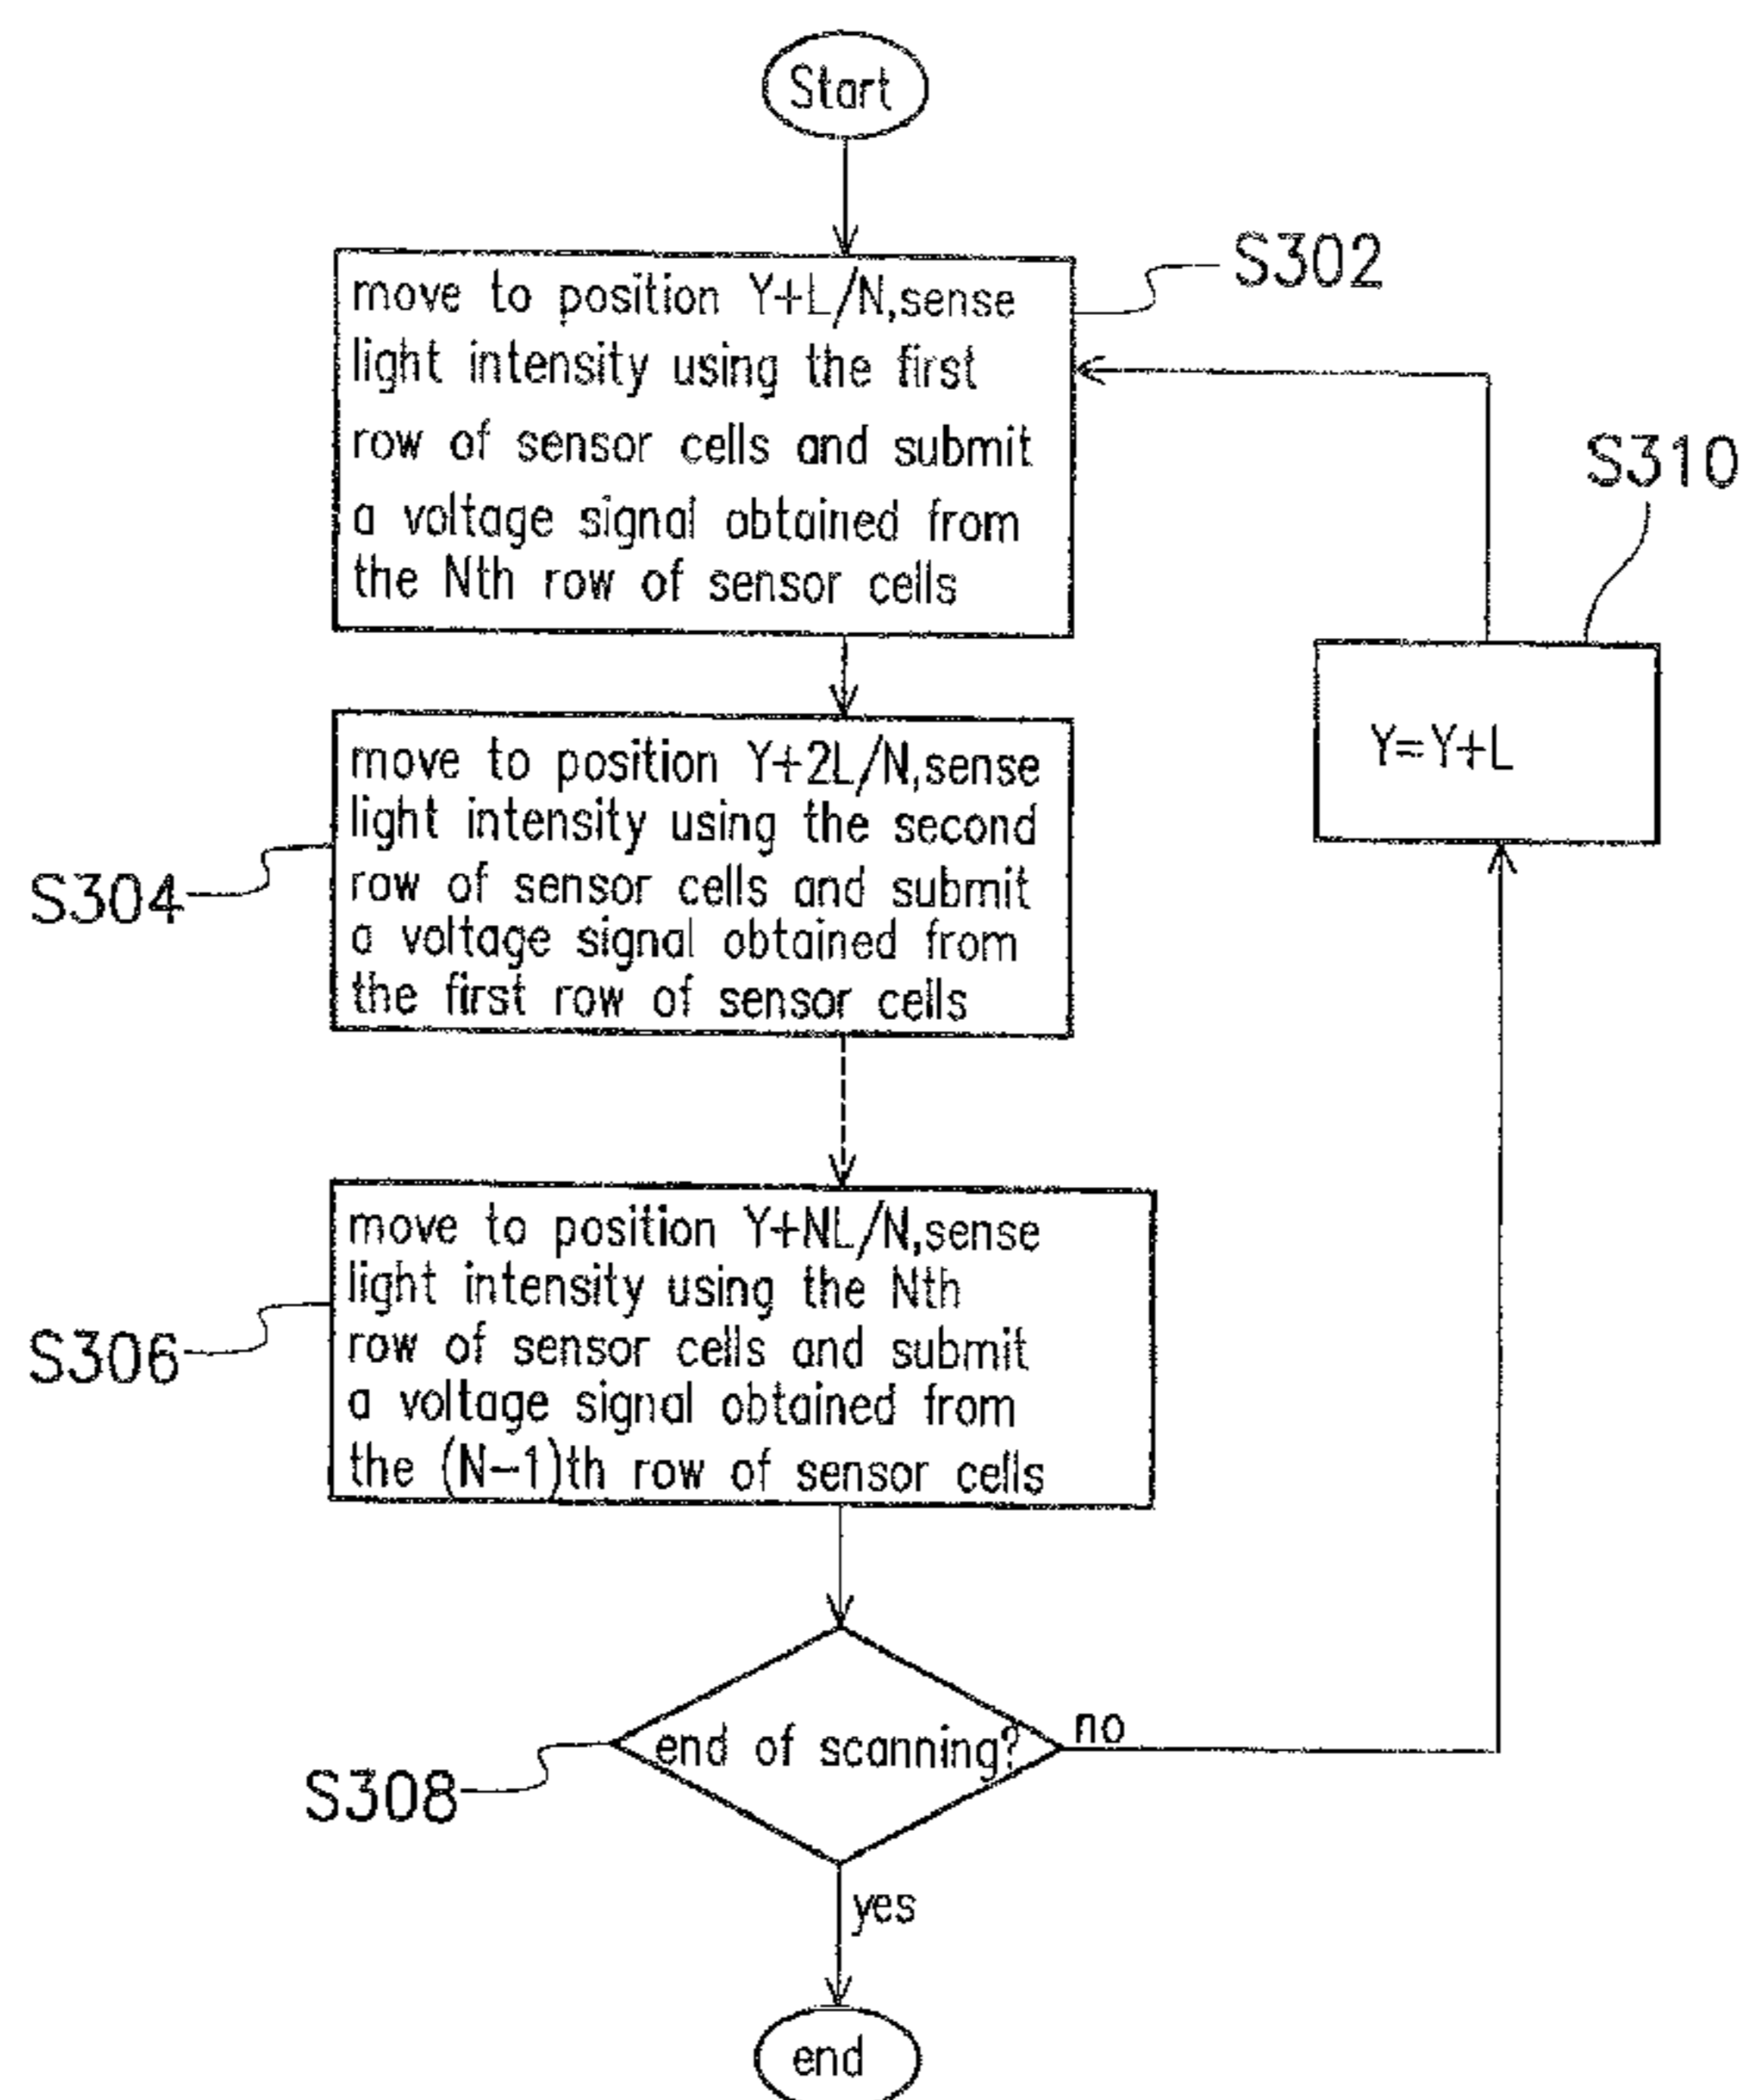 Start
move to position Y+L/N,sense
light intensity using the first
row of sensor cells and submit
a voltage signal obtained from
the Nth row of sensor cells
S302
S310
Y=Y+L
move to position Y+2L/N,sense
light intensity using the second
row of sensor cells and submit
a voltage signal obtained from
the first row of sensor cells
S304
move to position Y+NL/N,sense
light intensity using the Nth
row of sensor cells and submit
a voltage signal obtained from
the (N-1)th row of sensor cells
S306
end of scanning?
no
S308
yes
end